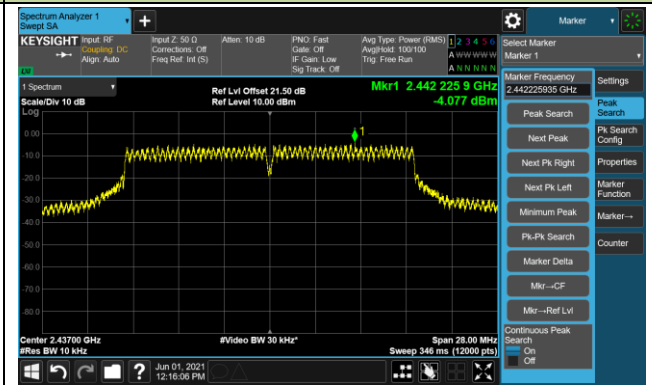 Spectrum Analyzer 1
Swept SA
Marker
KEYSIGHT
Input: RF
Coupling: DC
Align: Auto
Input Z: 50 Ω
Corrections: Off
Freq Ref: Int (S)
Atten: 10 dB
PNO: Fast
Gate: Off
IF Gain: Low
Sig Track: Off
Avg Type: Power (RMS)
Avg|Hold: 100/100
Trig: Free Run
1 2 3 4 5 6
A W W W W W
A N N N N N
Select Marker
Marker 1
1 Spectrum
Scale/Div 10 dB
Log
Ref Lvl Offset 21.50 dB
Ref Level 10.00 dBm
Mkr1 2.442 225 9 GHz
-4.077 dBm
Marker Frequency
2.442225935 GHz
Settings
Peak Search
Peak
Search
Next Peak
Pk Search
Config
Next Pk Right
Properties
Next Pk Left
Marker
Function
Minimum Peak
Marker→
Pk-Pk Search
Counter
Marker Delta
Mkr→CF
Mkr→Ref Lvl
Continuous Peak
Search
On
Off
1
0.00
-10.0
-20.0
-30.0
-40.0
-50.0
-60.0
-70.0
-80.0
Center 2.43700 GHz
#Res BW 10 kHz
#Video BW 30 kHz*
Span 28.00 MHz
Sweep 346 ms (12000 pts)
?
Jun 01, 2021
12:16:06 PM